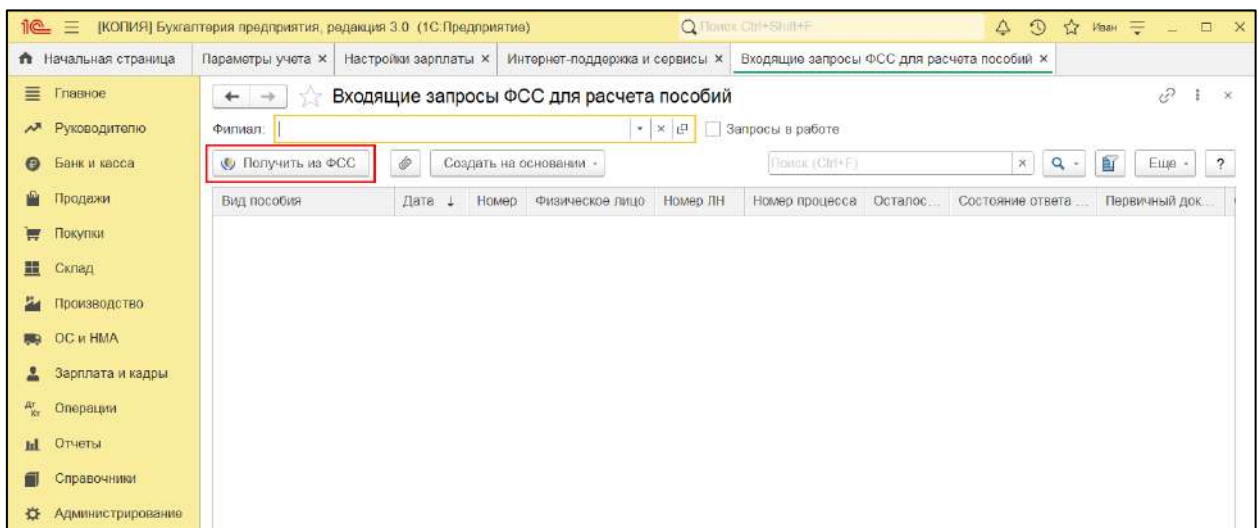 [КОПИЯ] Бухгалтерия предприятия, редакция 3.0 (1С:Предприятие) Поиск Ctrl+Shift+F Иван
Начальная страница Параметры учета × Настройки зарплаты × Интернет-поддержка и сервисы × Входящие запросы ФСС для расчета пособий ×
Главное
Входящие запросы ФСС для расчета пособий
Руководителю
Филиал: Запросы в работе
Банк и касса
Получить из ФСС Создать на основании Поиск (Ctrl+F) × Еще ?
Продажи
Вид пособия Дата ↓ Номер Физическое лицо Номер ЛН Номер процесса Осталос... Состояние ответа ... Первичный док...
Покупки
Склад
Производство
ОС и НМА
Зарплата и кадры
Операции
Отчеты
Справочники
Администрирование